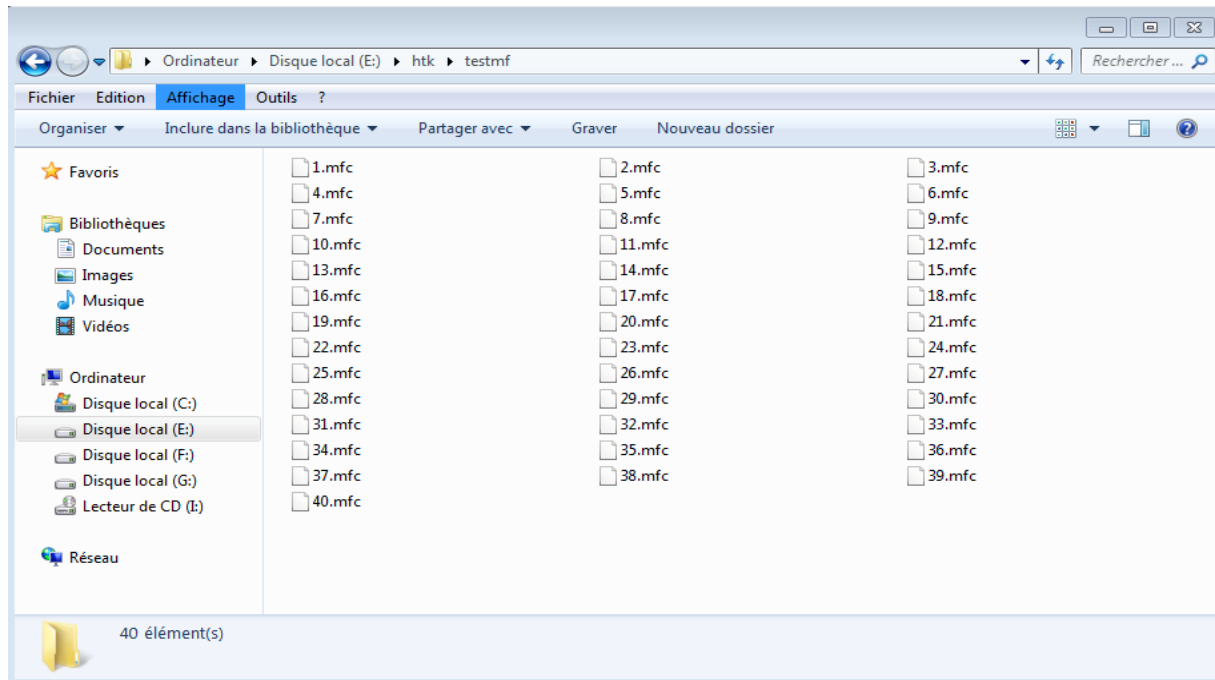 Ordinateur Disque local (E:) htk testmf Rechercher ...
Fichier Edition Affichage Outils ?
Organiser Inclure dans la bibliothèque Partager avec Graver Nouveau dossier
Favoris
Bibliothèques
Documents
Images
Musique
Vidéos
Ordinateur
Disque local (C:)
Disque local (E:)
Disque local (F:)
Disque local (G:)
Lecteur de CD (I:)
Réseau
1.mfc 2.mfc 3.mfc
4.mfc 5.mfc 6.mfc
7.mfc 8.mfc 9.mfc
10.mfc 11.mfc 12.mfc
13.mfc 14.mfc 15.mfc
16.mfc 17.mfc 18.mfc
19.mfc 20.mfc 21.mfc
22.mfc 23.mfc 24.mfc
25.mfc 26.mfc 27.mfc
28.mfc 29.mfc 30.mfc
31.mfc 32.mfc 33.mfc
34.mfc 35.mfc 36.mfc
37.mfc 38.mfc 39.mfc
40.mfc
40 élément(s)